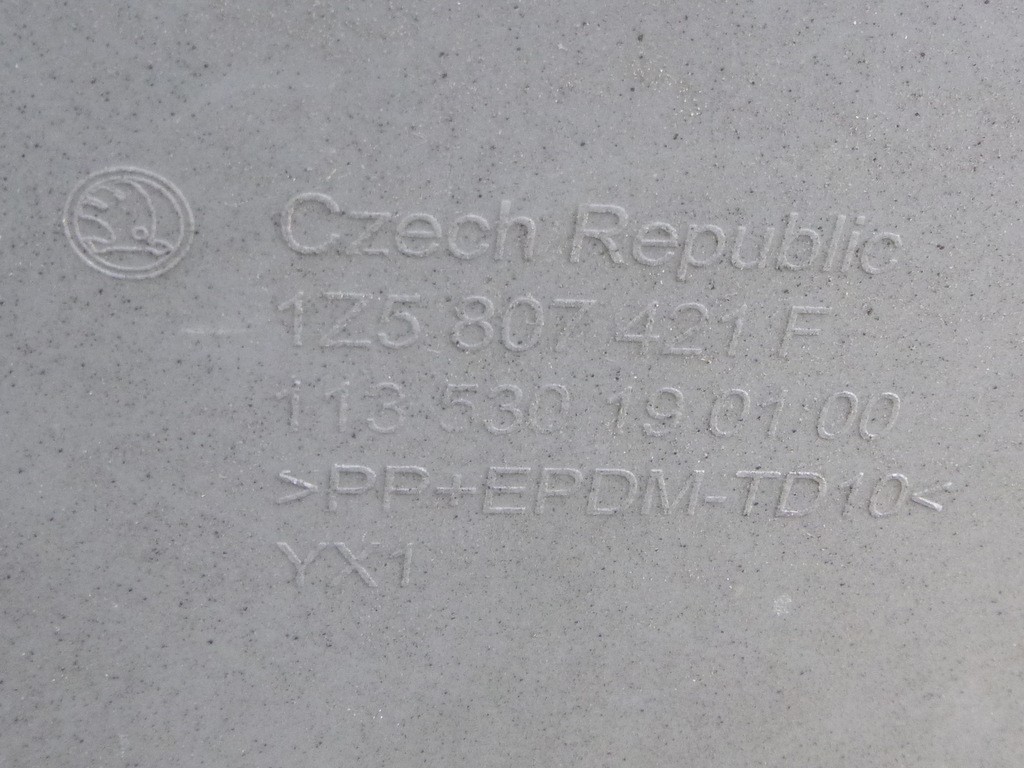 Czech Republic
1Z5 807 421 F
113 530 19 01 00
>PP+EPDM-TD10<
YX1